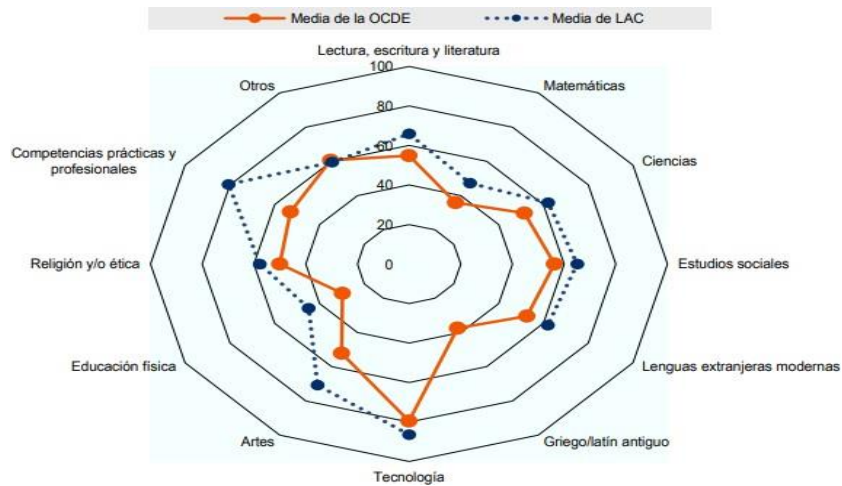 Media de la OCDE
Media de LAC
Lectura, escritura y literatura
100
80
60
40
20
0
Matemáticas
Ciencias
Estudios sociales
Lenguas extranjeras modernas
Griego/latín antiguo
Tecnología
Artes
Educación física
Religión y/o ética
Competencias prácticas y
profesionales
Otros